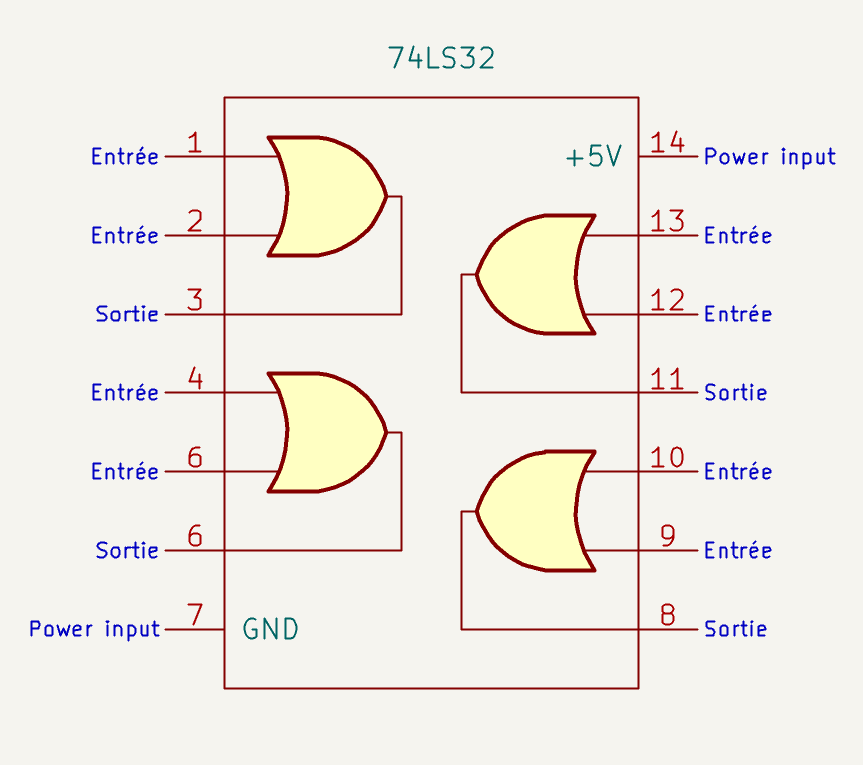 74LS32
Entrée 1
14 Power input
+5V
Entrée 2
13 Entrée
Sortie 3
12 Entrée
Entrée 4
11 Sortie
Entrée 6
10 Entrée
Sortie 6
9 Entrée
Power input 7
GND
8 Sortie